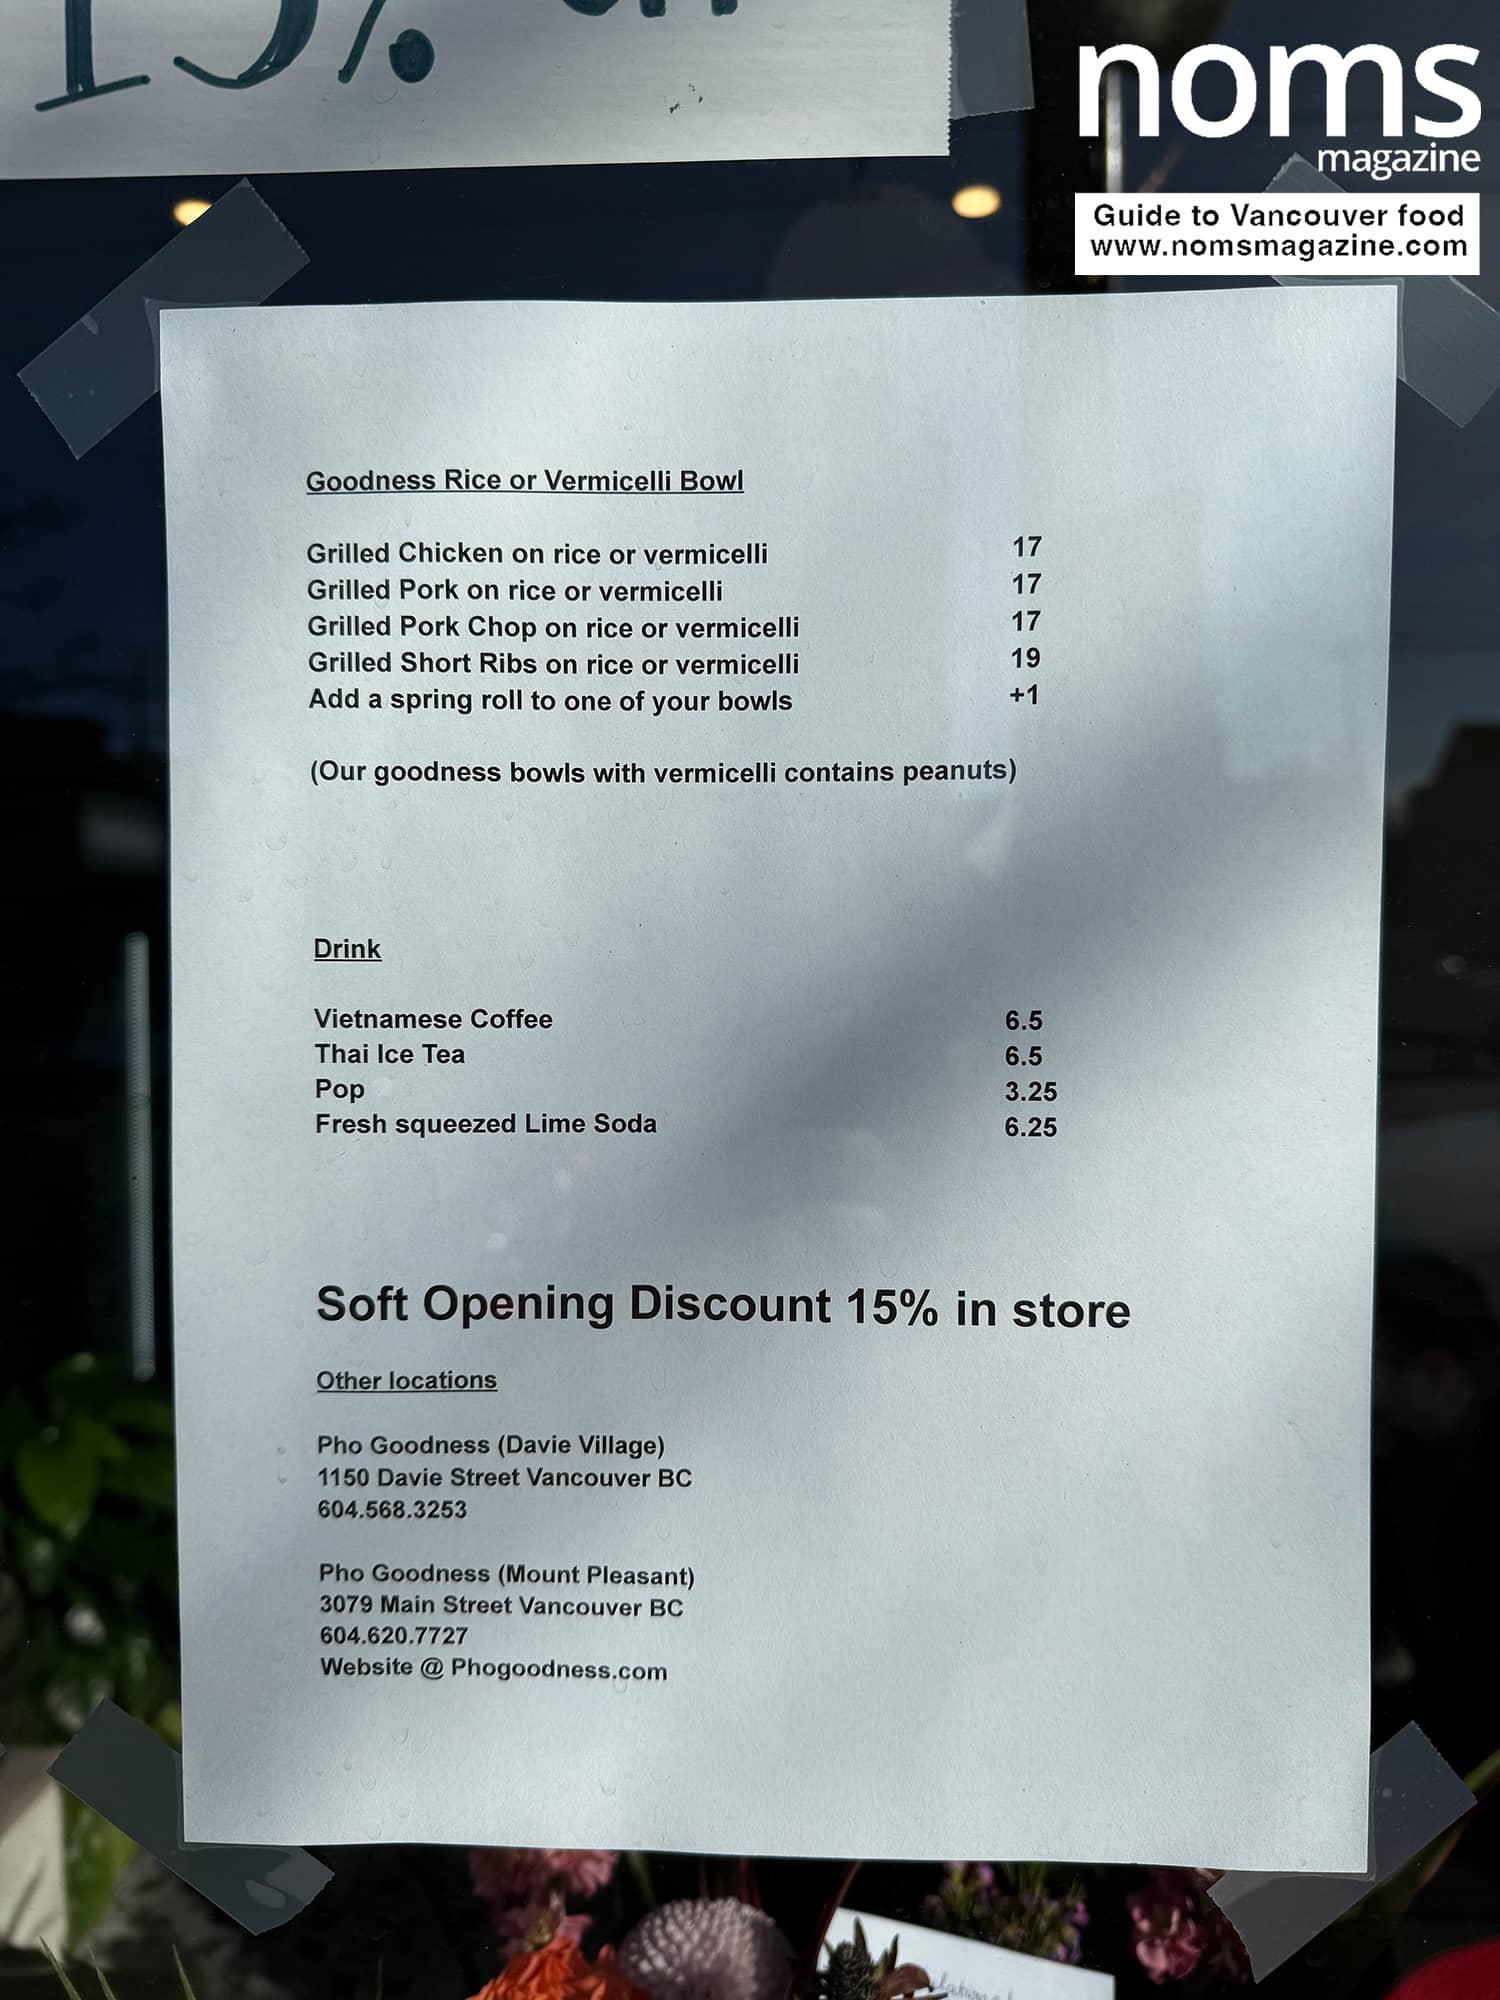 15% off
noms
magazine
Guide to Vancouver food
www.nomsmagazine.com
Goodness Rice or Vermicelli Bowl
Grilled Chicken on rice or vermicelli 17
Grilled Pork on rice or vermicelli 17
Grilled Pork Chop on rice or vermicelli 17
Grilled Short Ribs on rice or vermicelli 19
Add a spring roll to one of your bowls +1
(Our goodness bowls with vermicelli contains peanuts)
Drink
Vietnamese Coffee 6.5
Thai Ice Tea 6.5
Pop 3.25
Fresh squeezed Lime Soda 6.25
Soft Opening Discount 15% in store
Other locations
Pho Goodness (Davie Village)
1150 Davie Street Vancouver BC
604.568.3253
Pho Goodness (Mount Pleasant)
3079 Main Street Vancouver BC
604.620.7727
Website @ Phogoodness.com